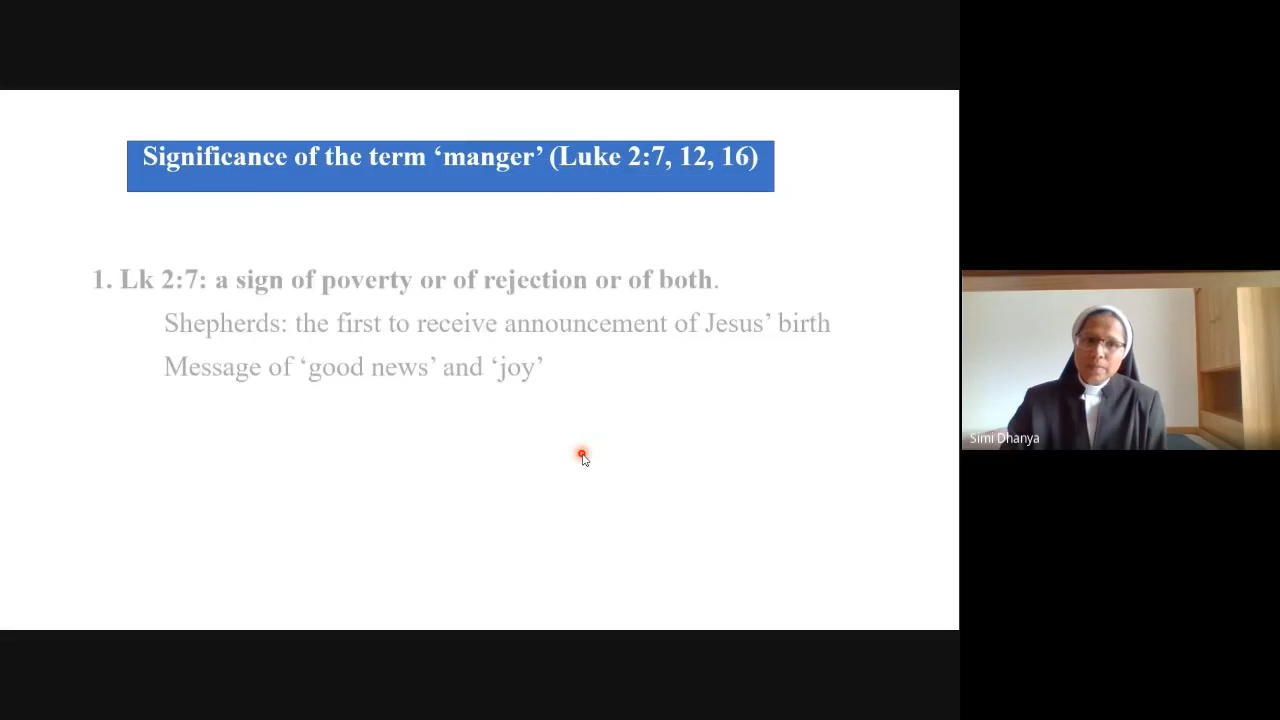 Significance of the term ‘manger’ (Luke 2:7, 12, 16)
1. Lk 2:7: a sign of poverty or of rejection or of both.
Shepherds: the first to receive announcement of Jesus’ birth
Message of ‘good news’ and ‘joy’
Simi Dhanya